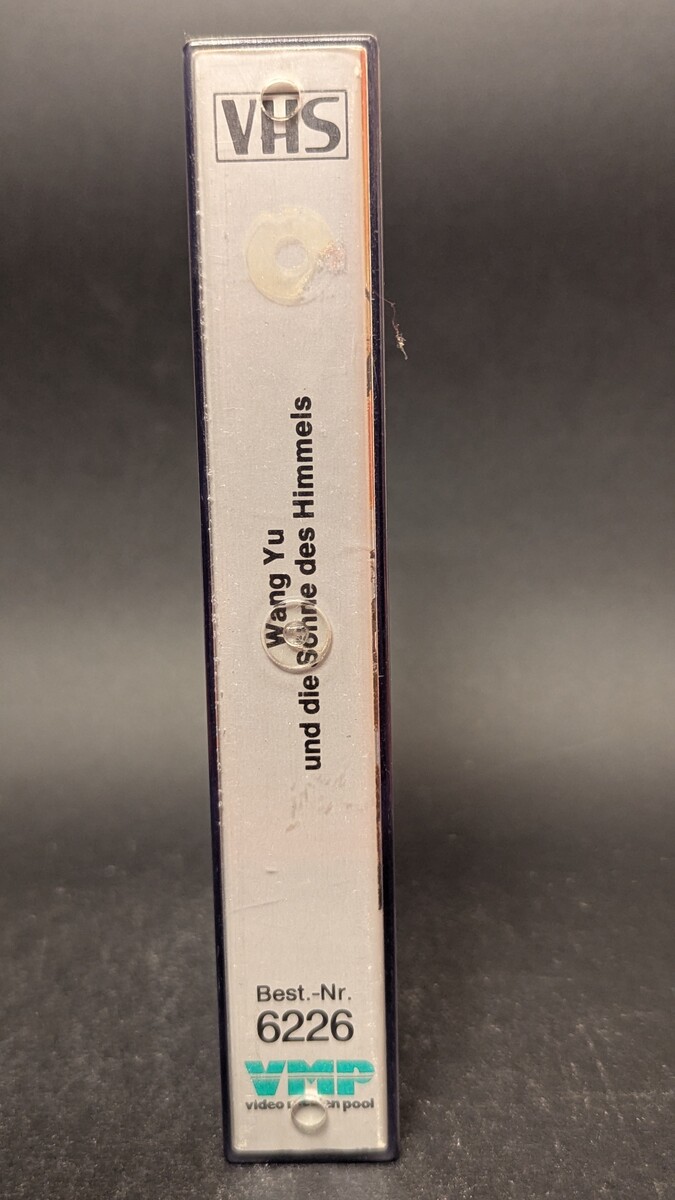 VHS
Wang Yu
und die des Himmels
Best.-Nr.
6226
VMP
video pool